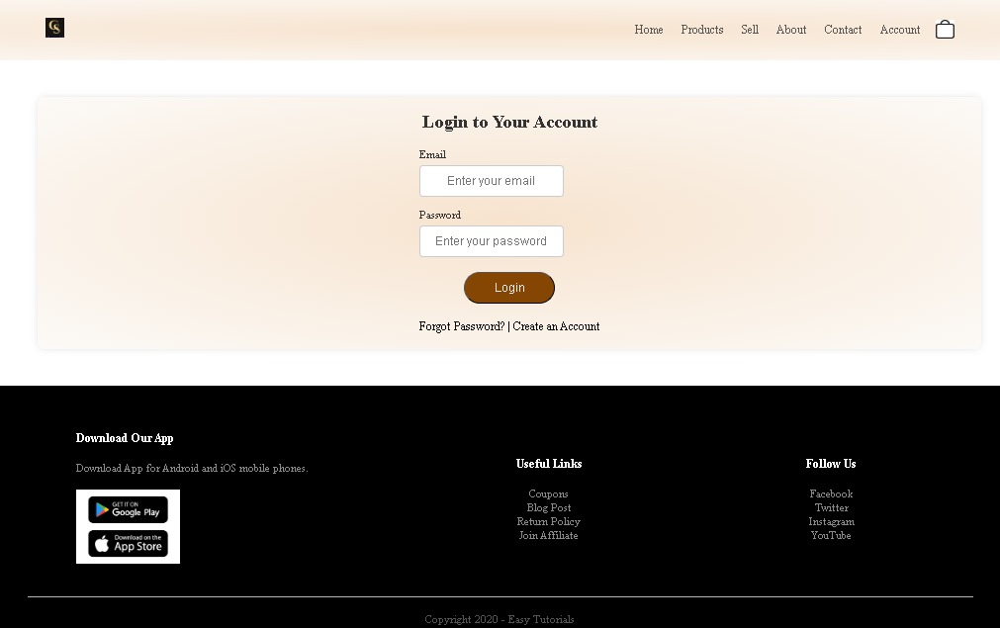 GS
Home Products Sell About Contact Account
Login to Your Account
Email
Enter your email
Password
Enter your password
Login
Forgot Password? | Create an Account
Download Our App
Download App for Android and iOS mobile phones.
GET IT ON
Google Play
Download on the
App Store
Useful Links
Coupons
Blog Post
Return Policy
Join Affiliate
Follow Us
Facebook
Twitter
Instagram
YouTube
Copyright 2020 - Easy Tutorials